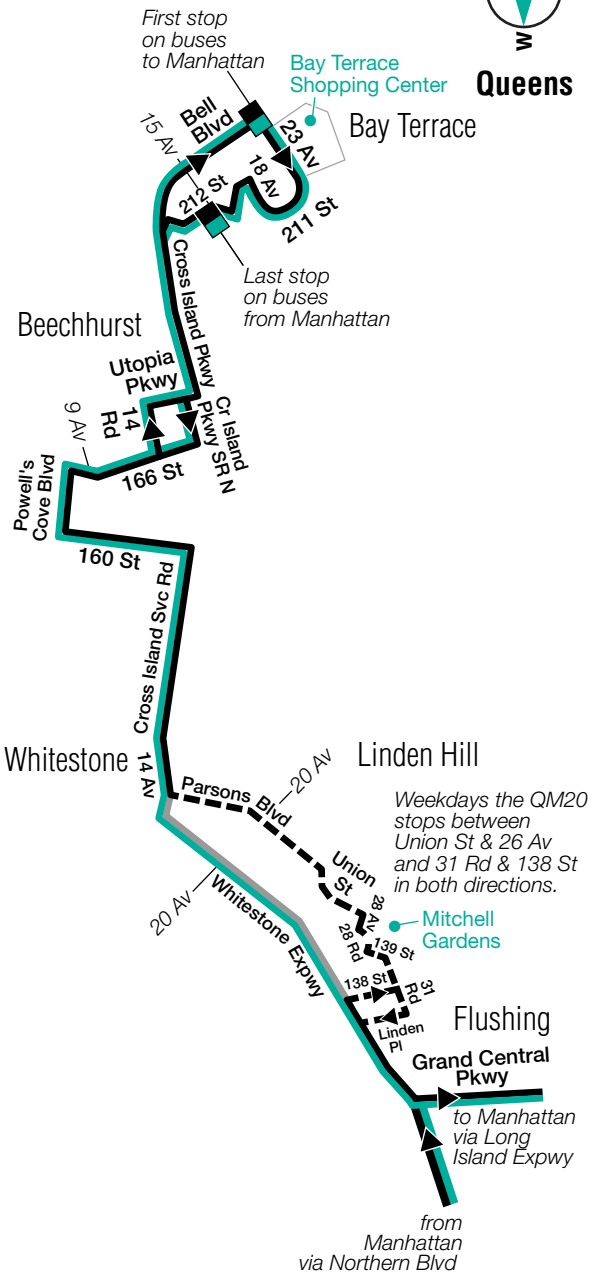 First stop
on buses
to Manhattan
W
Queens
Bay Terrace
Shopping Center
Bay Terrace
Bell
Blvd
15 Av
23 Av
18 Av
212 St
211 St
Last stop
on buses
from Manhattan
Cross Island Pkwy
Beechhurst
Utopia
Pkwy
14
Rd
Cr Island
Pkwy SR N
9 Av
166 St
Powell's
Cove Blvd
160 St
Cross Island Svc Rd
Whitestone
14 Av
Linden Hill
Parsons Blvd
20 Av
Weekdays the QM20
stops between
Union St & 26 Av
and 31 Rd & 138 St
in both directions.
Union
St
20 Av
Whitestone Expwy
28 Av
28 Rd
Mitchell
Gardens
139 St
138 St
31
Rd
Linden
Pl
Flushing
Grand Central
Pkwy
to Manhattan
via Long
Island Expwy
from
Manhattan
via Northern Blvd